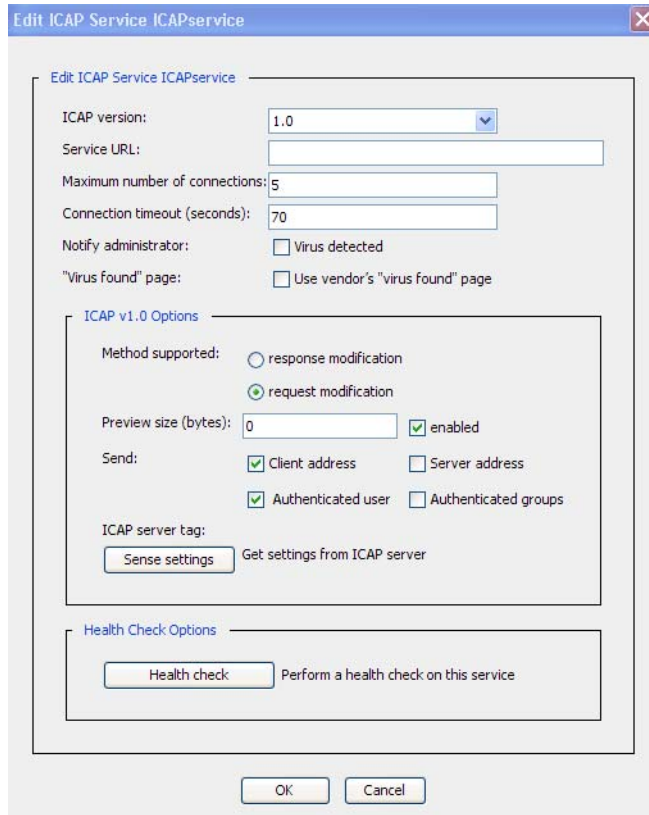 Edit ICAP Service ICAPservice
Edit ICAP Service ICAPservice
ICAP version: 1.0
Service URL:
Maximum number of connections: 5
Connection timeout (seconds): 70
Notify administrator: Virus detected
"Virus found" page: Use vendor's "virus found" page
ICAP v1.0 Options
Method supported: response modification
request modification
Preview size (bytes): 0 enabled
Send: Client address Server address
Authenticated user Authenticated groups
ICAP server tag:
Sense settings Get settings from ICAP server
Health Check Options
Health check Perform a health check on this service
OK Cancel